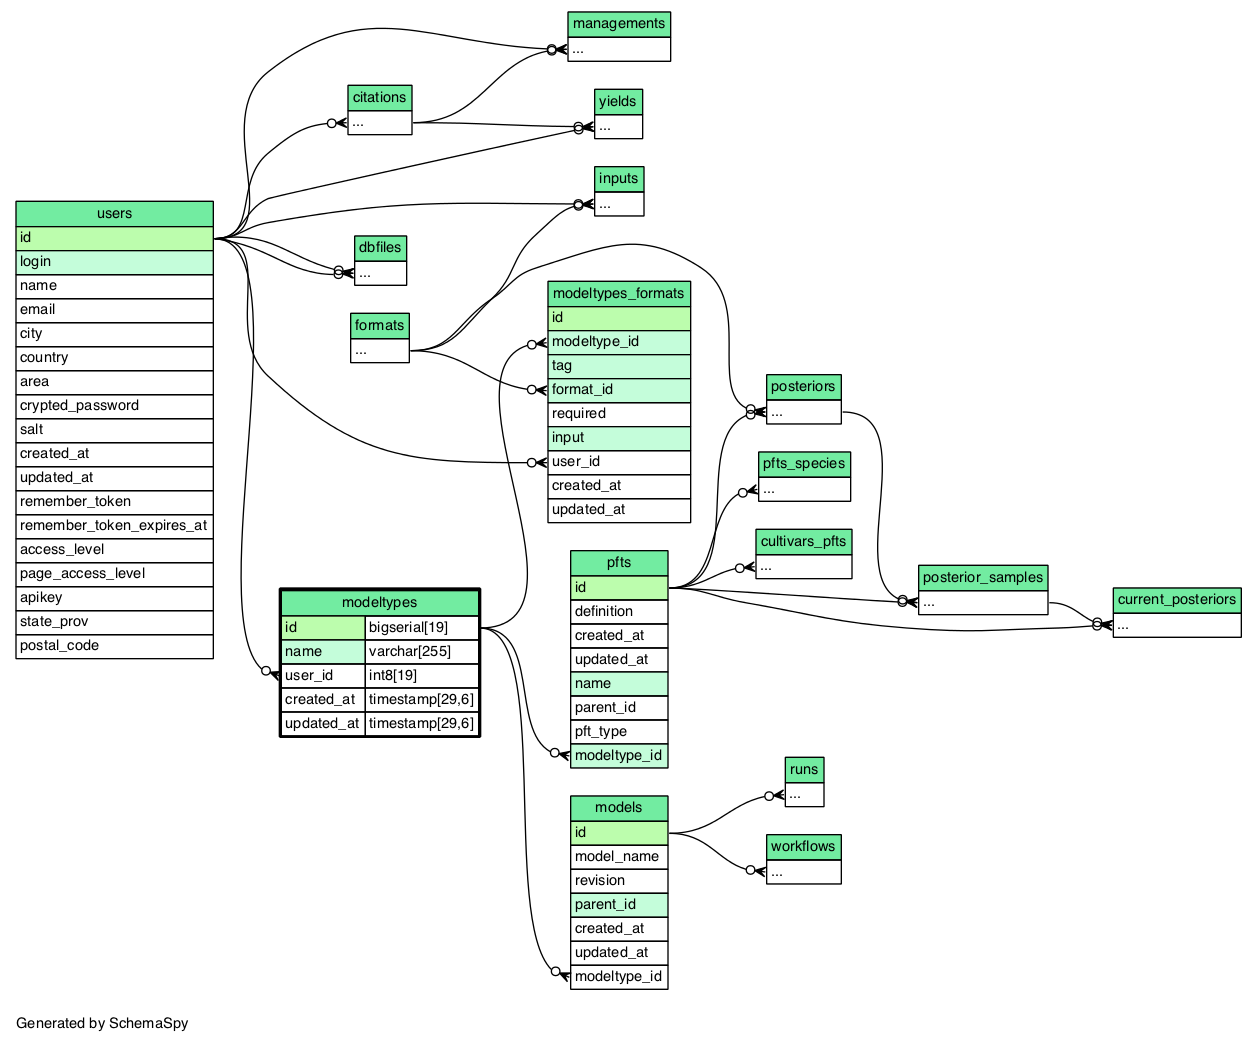 managements
...
citations
...
yields
...
inputs
...
users
id
login
name
email
city
country
area
crypted_password
salt
created_at
updated_at
remember_token
remember_token_expires_at
access_level
page_access_level
apikey
state_prov
postal_code
dbfiles
...
formats
...
modeltypes_formats
id
modeltype_id
tag
format_id
required
input
user_id
created_at
updated_at
posteriors
...
pfts_species
...
cultivars_pfts
...
posterior_samples
...
current_posteriors
...
pfts
id
definition
created_at
updated_at
name
parent_id
pft_type
modeltype_id
modeltypes
id bigserial[19]
name varchar[255]
user_id int8[19]
created_at timestamp[29,6]
updated_at timestamp[29,6]
runs
...
models
id
model_name
revision
parent_id
created_at
updated_at
modeltype_id
workflows
...
Generated by SchemaSpy